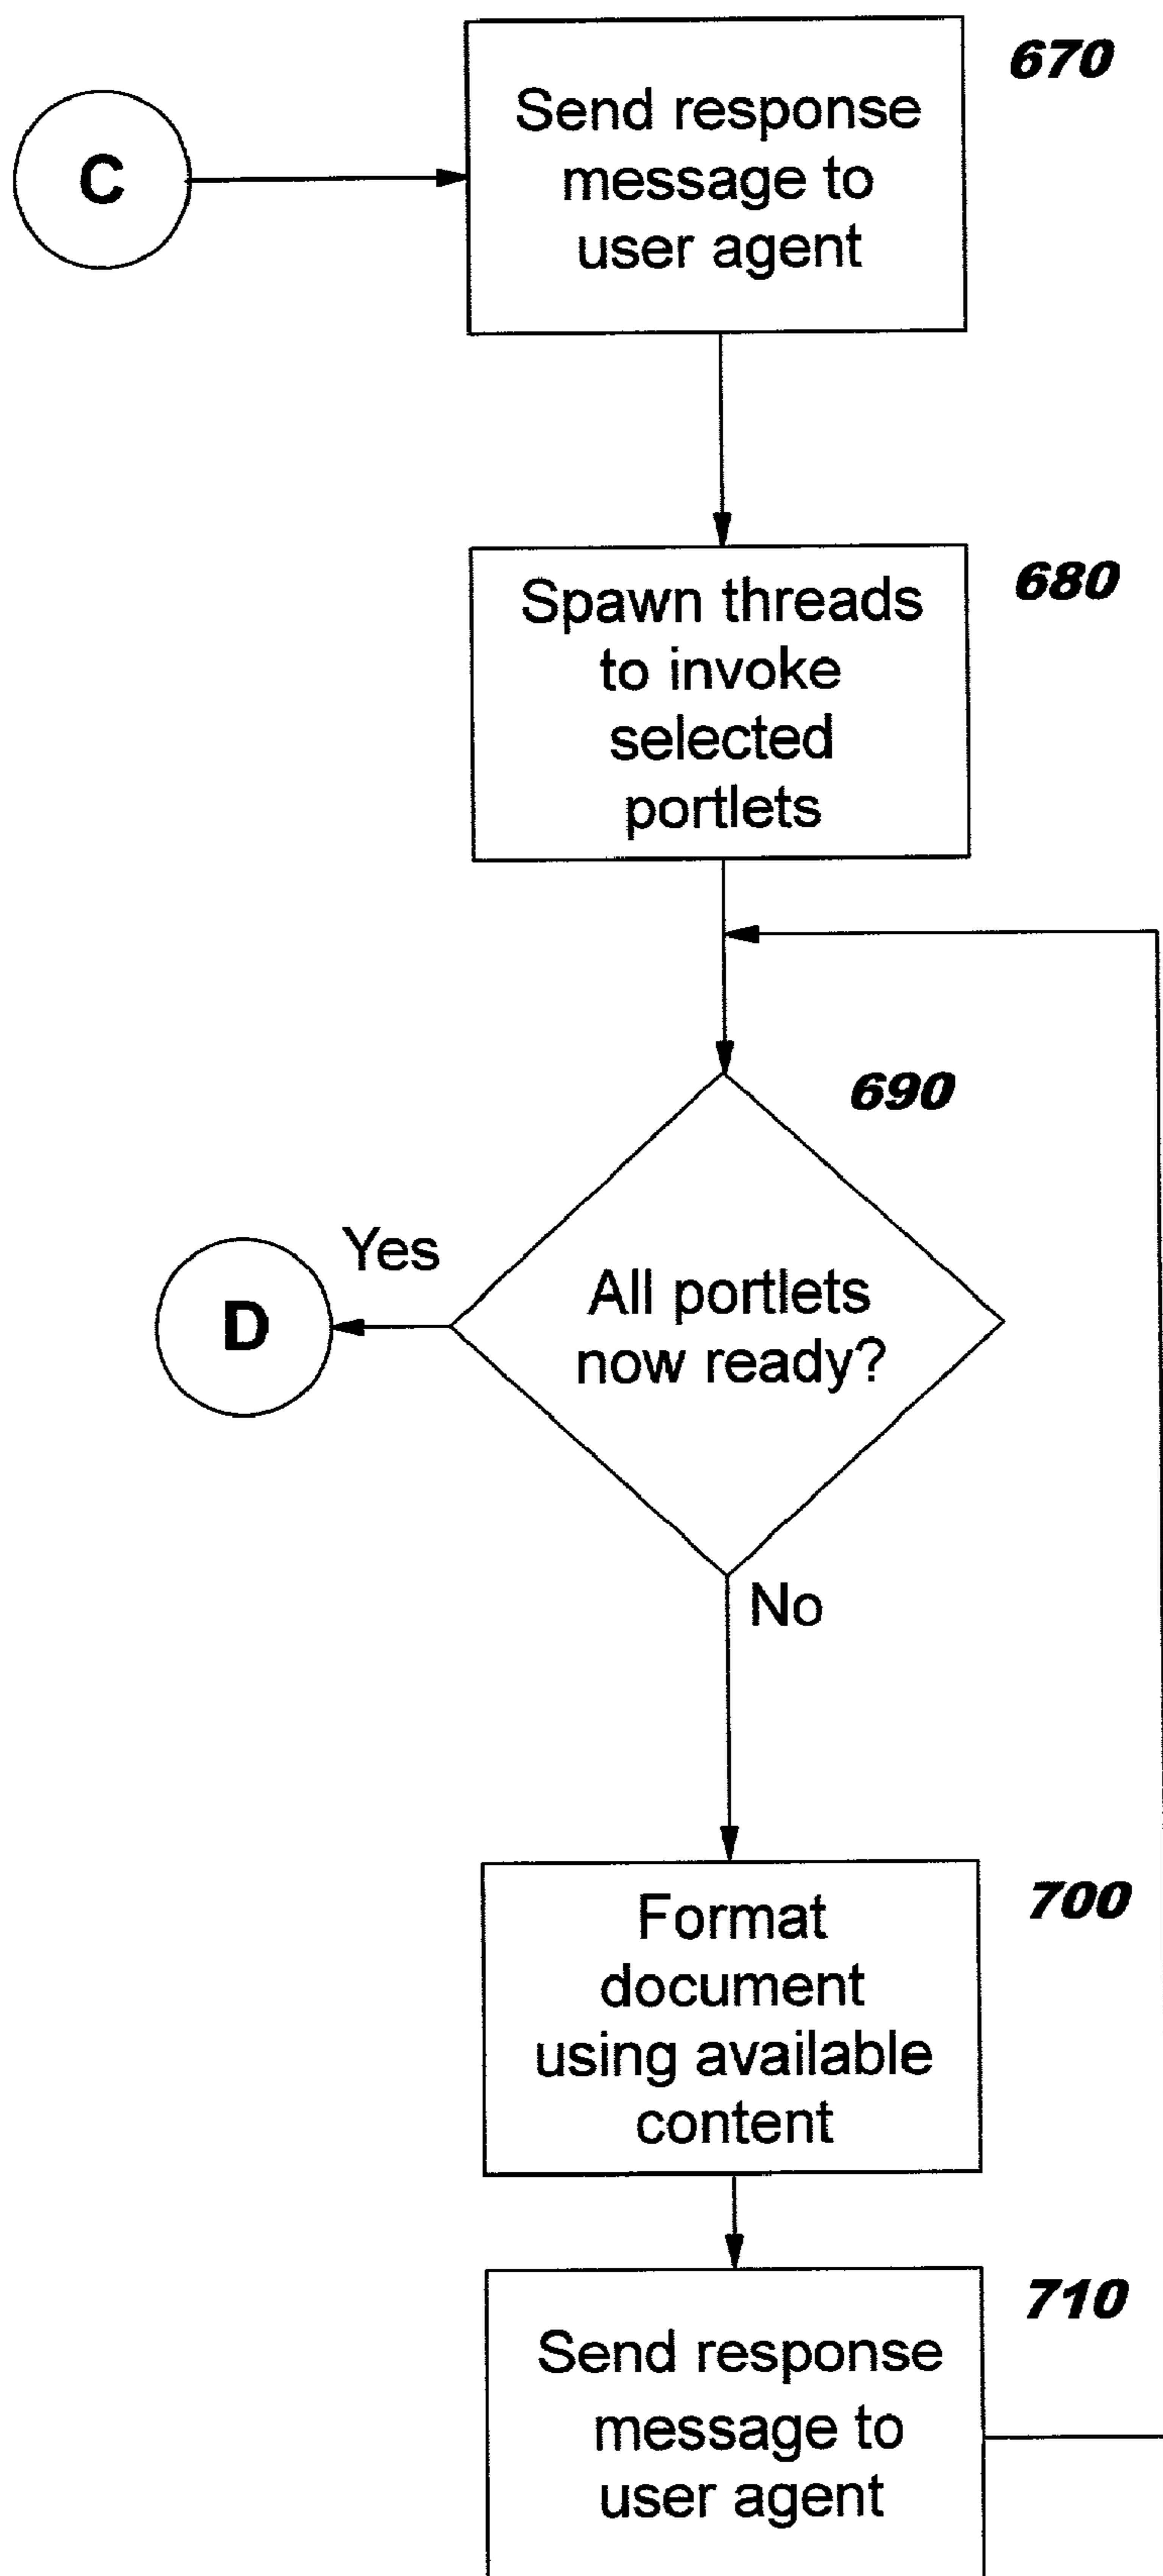 670
Send response
message to
user agent
C
680
Spawn threads
to invoke
selected
portlets
690
Yes
D
All portlets
now ready?
No
700
Format
document
using available
content
710
Send response
message to
user agent